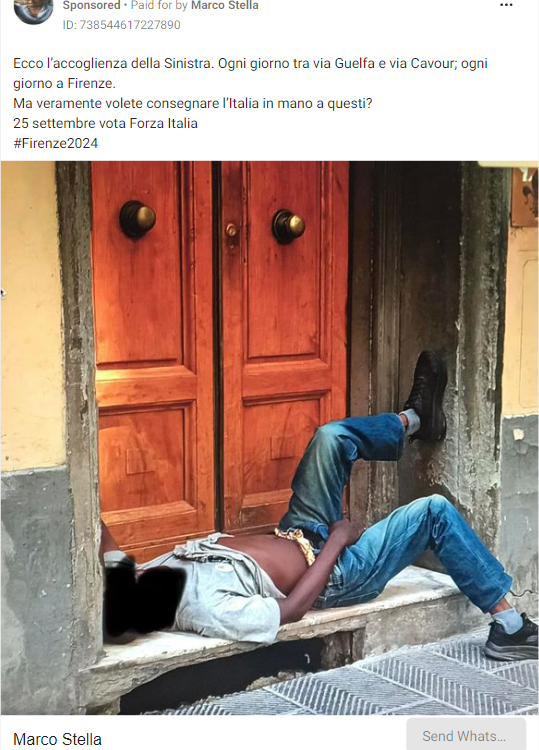 Sponsored • Paid for by Marco Stella
ID: 738544617227890
Ecco l'accoglienza della Sinistra. Ogni giorno tra via Guelfa e via Cavour; ogni
giorno a Firenze.
Ma veramente volete consegnare l'Italia in mano a questi?
25 settembre vota Forza Italia
#Firenze2024
Marco Stella
Send Whats...